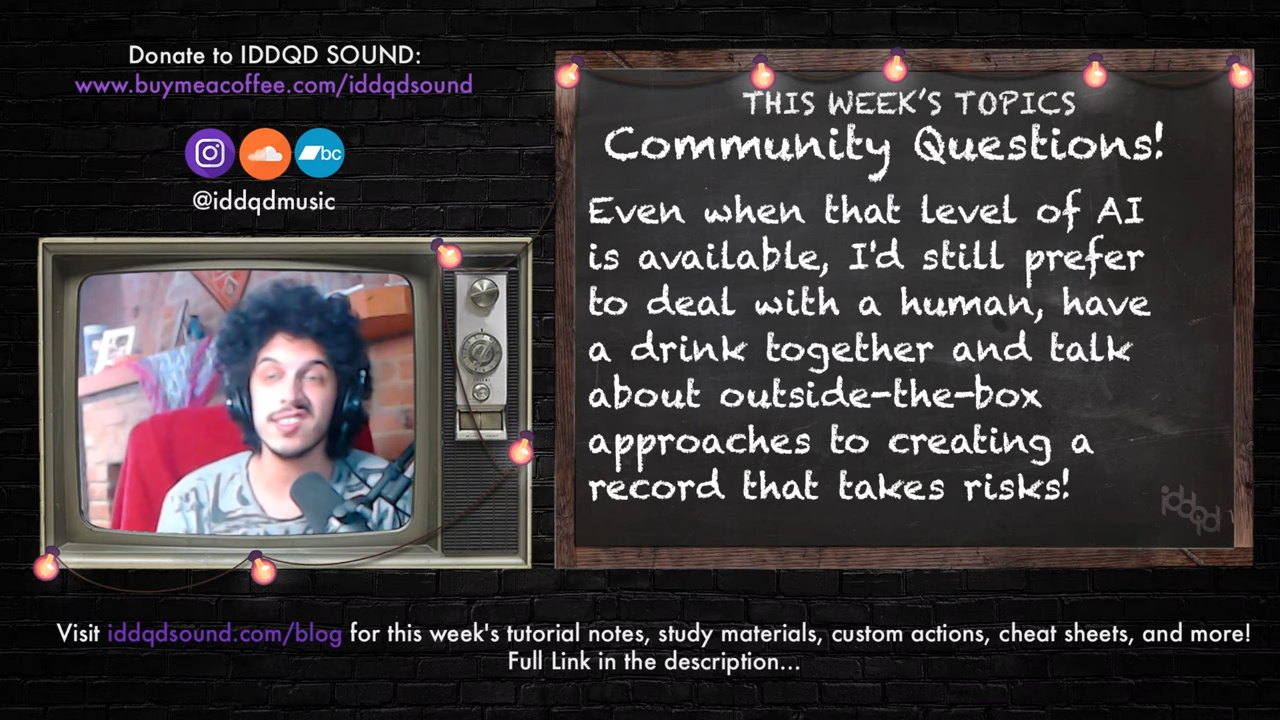 Donate to IDDQD SOUND:
www.buymeacoffee.com/iddqdsound
bc
@iddqdmusic
THIS WEEK'S TOPICS
Community Questions!
Even when that level of AI
is available, I'd still prefer
to deal with a human, have
a drink together and talk
about outside-the-box
approaches to creating a
record that takes risks!
iddqd
Visit iddqdsound.com/blog for this week's tutorial notes, study materials, custom actions, cheat sheets, and more!
Full Link in the description...